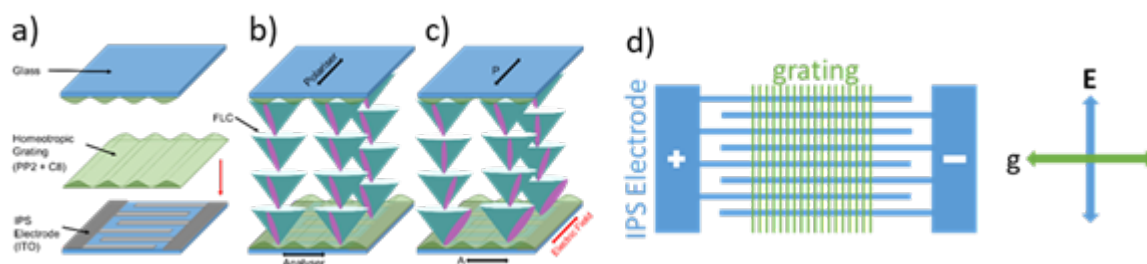 a)
Glass
Homeotropic
Grating
(PP2 + C8)
IPS
Electrode
(ITO)
b)
Polariser
FLC
Analyser
c)
P
A
Electric Field
d)
grating
IPS Electrode
+
−
E
g